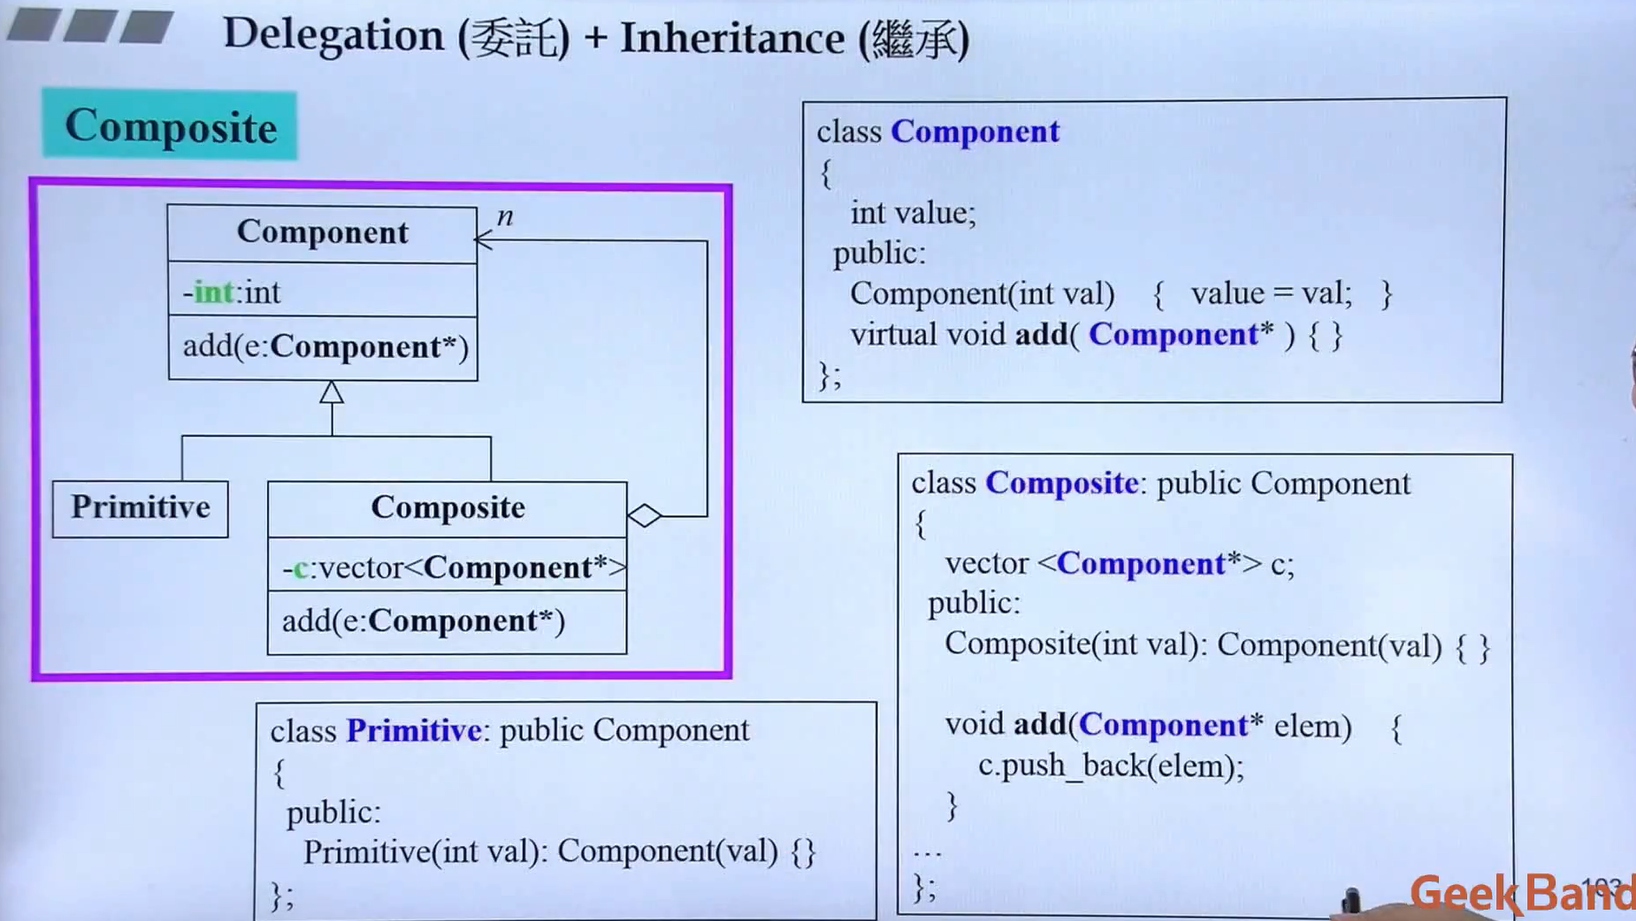 Delegation (委託) + Inheritance (繼承)
Composite
Component
n
-int:int
add(e:Component*)
Primitive
Composite
-c:vector<Component*>
add(e:Component*)
class Component
{
int value;
public:
Component(int val) { value = val; }
virtual void add( Component* ) { }
};
class Composite: public Component
{
vector <Component*> c;
public:
Composite(int val): Component(val) { }
void add(Component* elem) {
c.push_back(elem);
}
...
};
class Primitive: public Component
{
public:
Primitive(int val): Component(val) {}
};
GeekBand